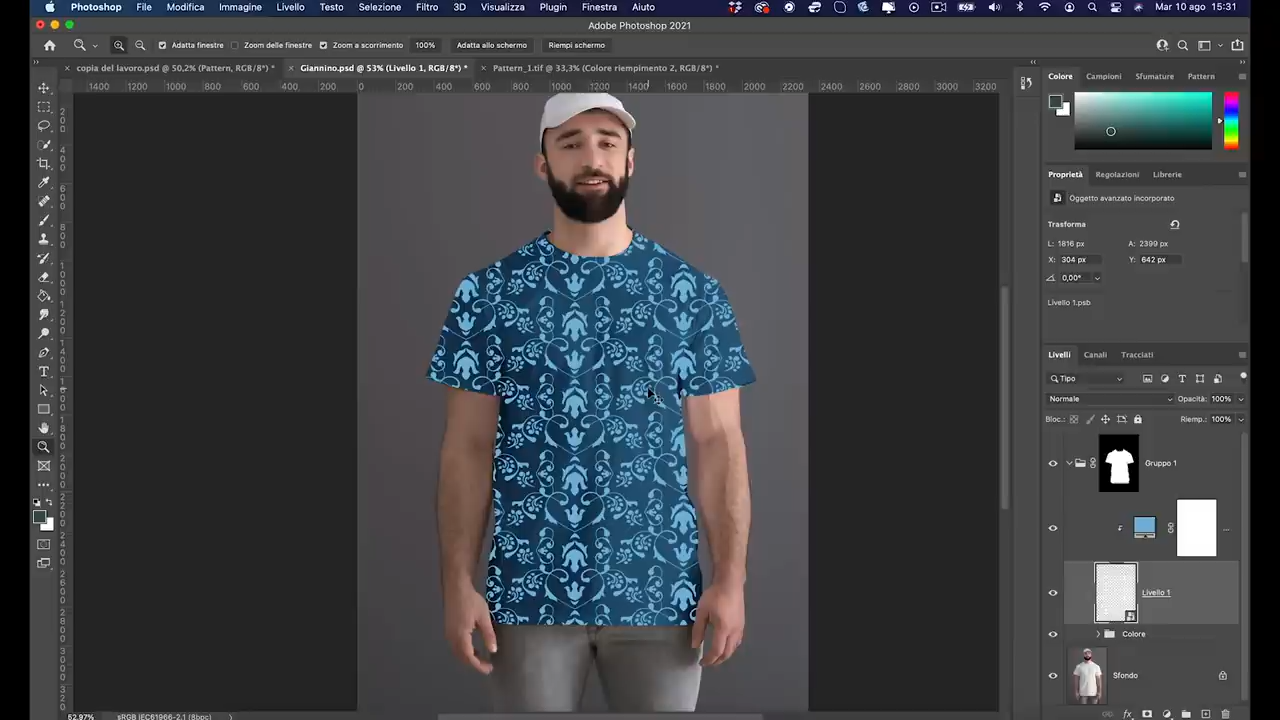 Photoshop File Modifica Immagine Livello Testo Selezione Filtro 3D Visualizza Plugin Finestra Aiuto Mar 10 ago 15:31
Adobe Photoshop 2021
Adatta finestre Zoom delle finestre Zoom a scorrimento 100% Adatta allo schermo Riempi schermo
copia del lavoro.psd @ 50,2% (Pattern, RGB/8*) * Giannino.psd @ 53% (Livello 1, RGB/8*) * Pattern_1.tif @ 33,3% (Colore riempimento 2, RGB/8*) *
1400 1200 1000 800 600 400 200 0 200 400 600 800 1000 1200 1400 1600 1800 2000 2200 2400 2600 2800 3000 3200
Colore Campioni Sfumature Pattern
Proprietà Regolazioni Librerie
Oggetto avanzato incorporato
Trasforma
L: 1816 px A: 2399 px
X: 304 px Y: 642 px
0,00°
Livello 1.psb
Livelli Canali Tracciati
Tipo
Normale Opacità: 100%
Bloc.: Riemp.: 100%
Gruppo 1
...
Livello 1
Colore
Sfondo
52,97% sRGB IEC61966-2.1 (8bpc)